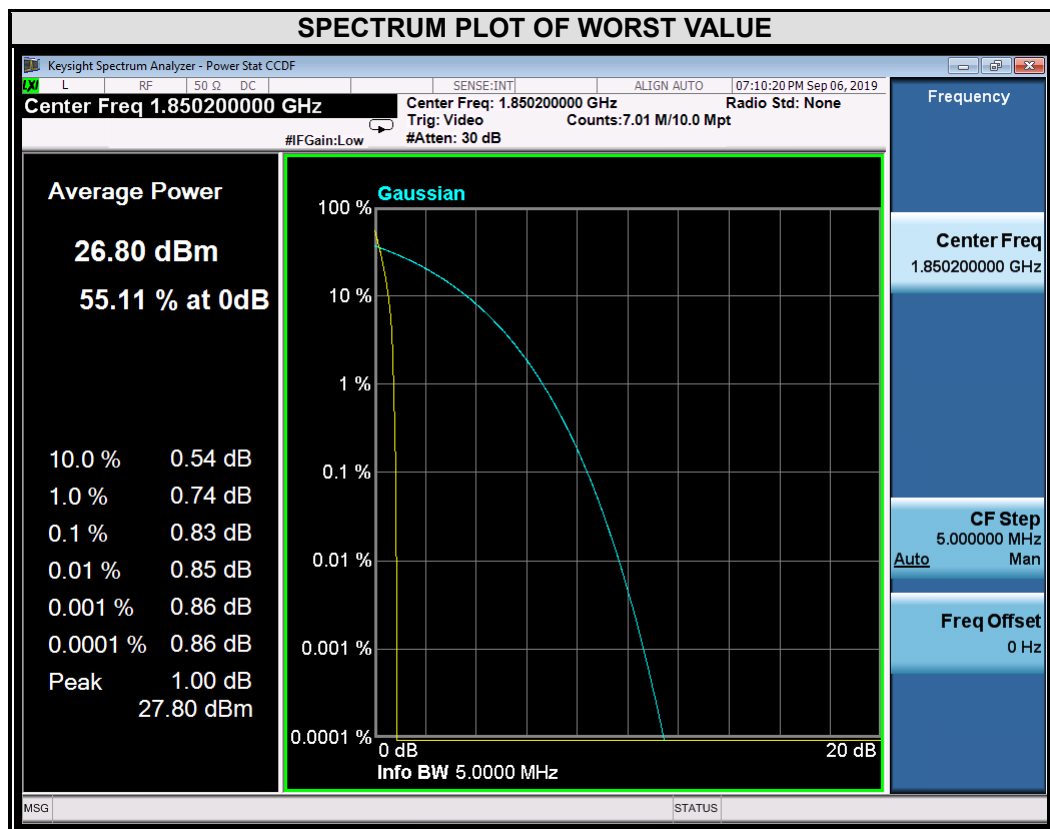 SPECTRUM PLOT OF WORST VALUE
Keysight Spectrum Analyzer - Power Stat CCDF
LXI L RF 50 Ω DC SENSE:INT ALIGN AUTO 07:10:20 PM Sep 06, 2019
Center Freq 1.850200000 GHz
Center Freq: 1.850200000 GHz Radio Std: None
Trig: Video Counts:7.01 M/10.0 Mpt
#IFGain:Low #Atten: 30 dB
Average Power
26.80 dBm
55.11 % at 0dB
10.0 % 0.54 dB
1.0 % 0.74 dB
0.1 % 0.83 dB
0.01 % 0.85 dB
0.001 % 0.86 dB
0.0001 % 0.86 dB
Peak 1.00 dB
27.80 dBm
Gaussian
100 %
10 %
1 %
0.1 %
0.01 %
0.001 %
0.0001 %
0 dB 20 dB
Info BW 5.0000 MHz
Frequency
Center Freq
1.850200000 GHz
CF Step
5.000000 MHz
Auto Man
Freq Offset
0 Hz
MSG STATUS